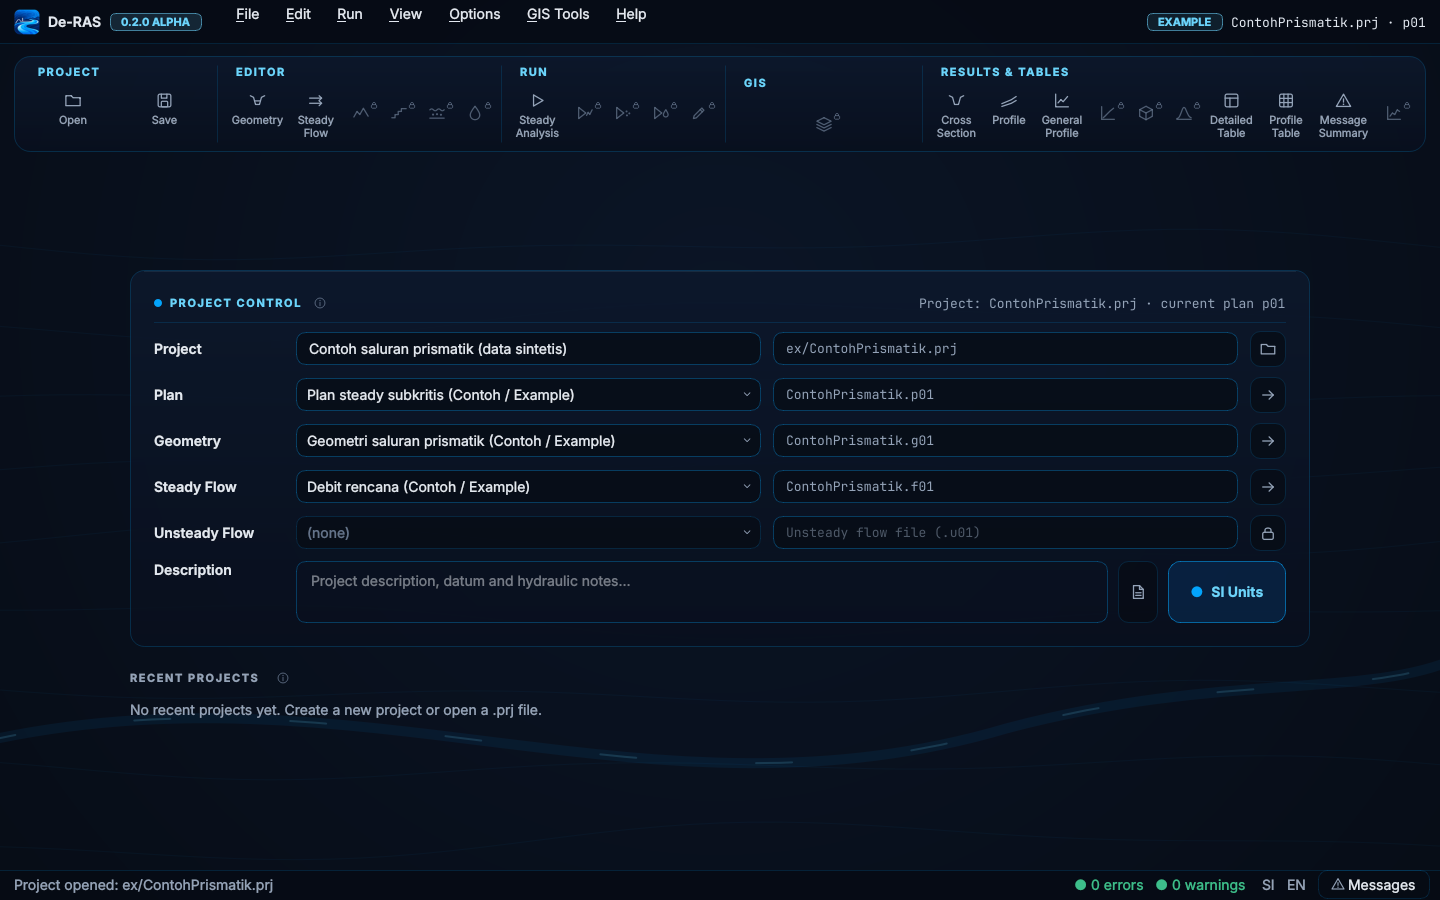 De-RAS 0.2.0 ALPHA File Edit Run View Options GIS Tools Help EXAMPLE ContohPrismatik.prj · p01
PROJECT
Open Save
EDITOR
Geometry Steady Flow
RUN
Steady Analysis
GIS
RESULTS & TABLES
Cross Section Profile General Profile Detailed Table Profile Table Message Summary
PROJECT CONTROL Project: ContohPrismatik.prj · current plan p01
Project Contoh saluran prismatik (data sintetis) ex/ContohPrismatik.prj
Plan Plan steady subkritis (Contoh / Example) ContohPrismatik.p01
Geometry Geometri saluran prismatik (Contoh / Example) ContohPrismatik.g01
Steady Flow Debit rencana (Contoh / Example) ContohPrismatik.f01
Unsteady Flow (none) Unsteady flow file (.u01)
Description Project description, datum and hydraulic notes... SI Units
RECENT PROJECTS
No recent projects yet. Create a new project or open a .prj file.
Project opened: ex/ContohPrismatik.prj 0 errors 0 warnings SI EN Messages